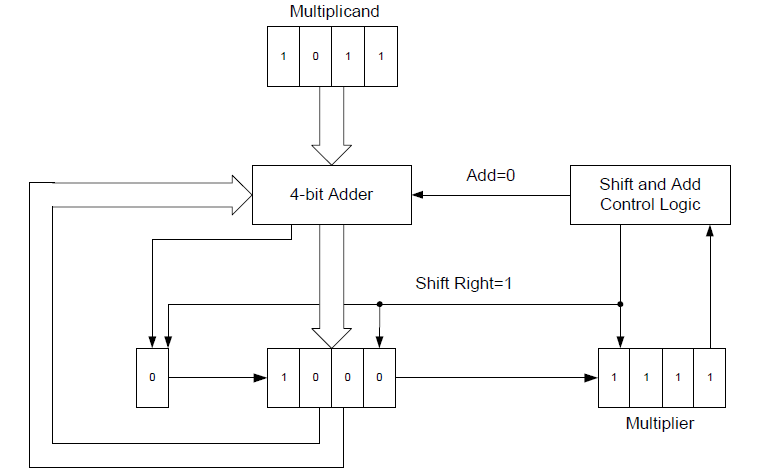 Multiplicand
1 0 1 1
Add=0
4-bit Adder
Shift and Add
Control Logic
Shift Right=1
0
1 0 0 0
1 1 1 1
Multiplier